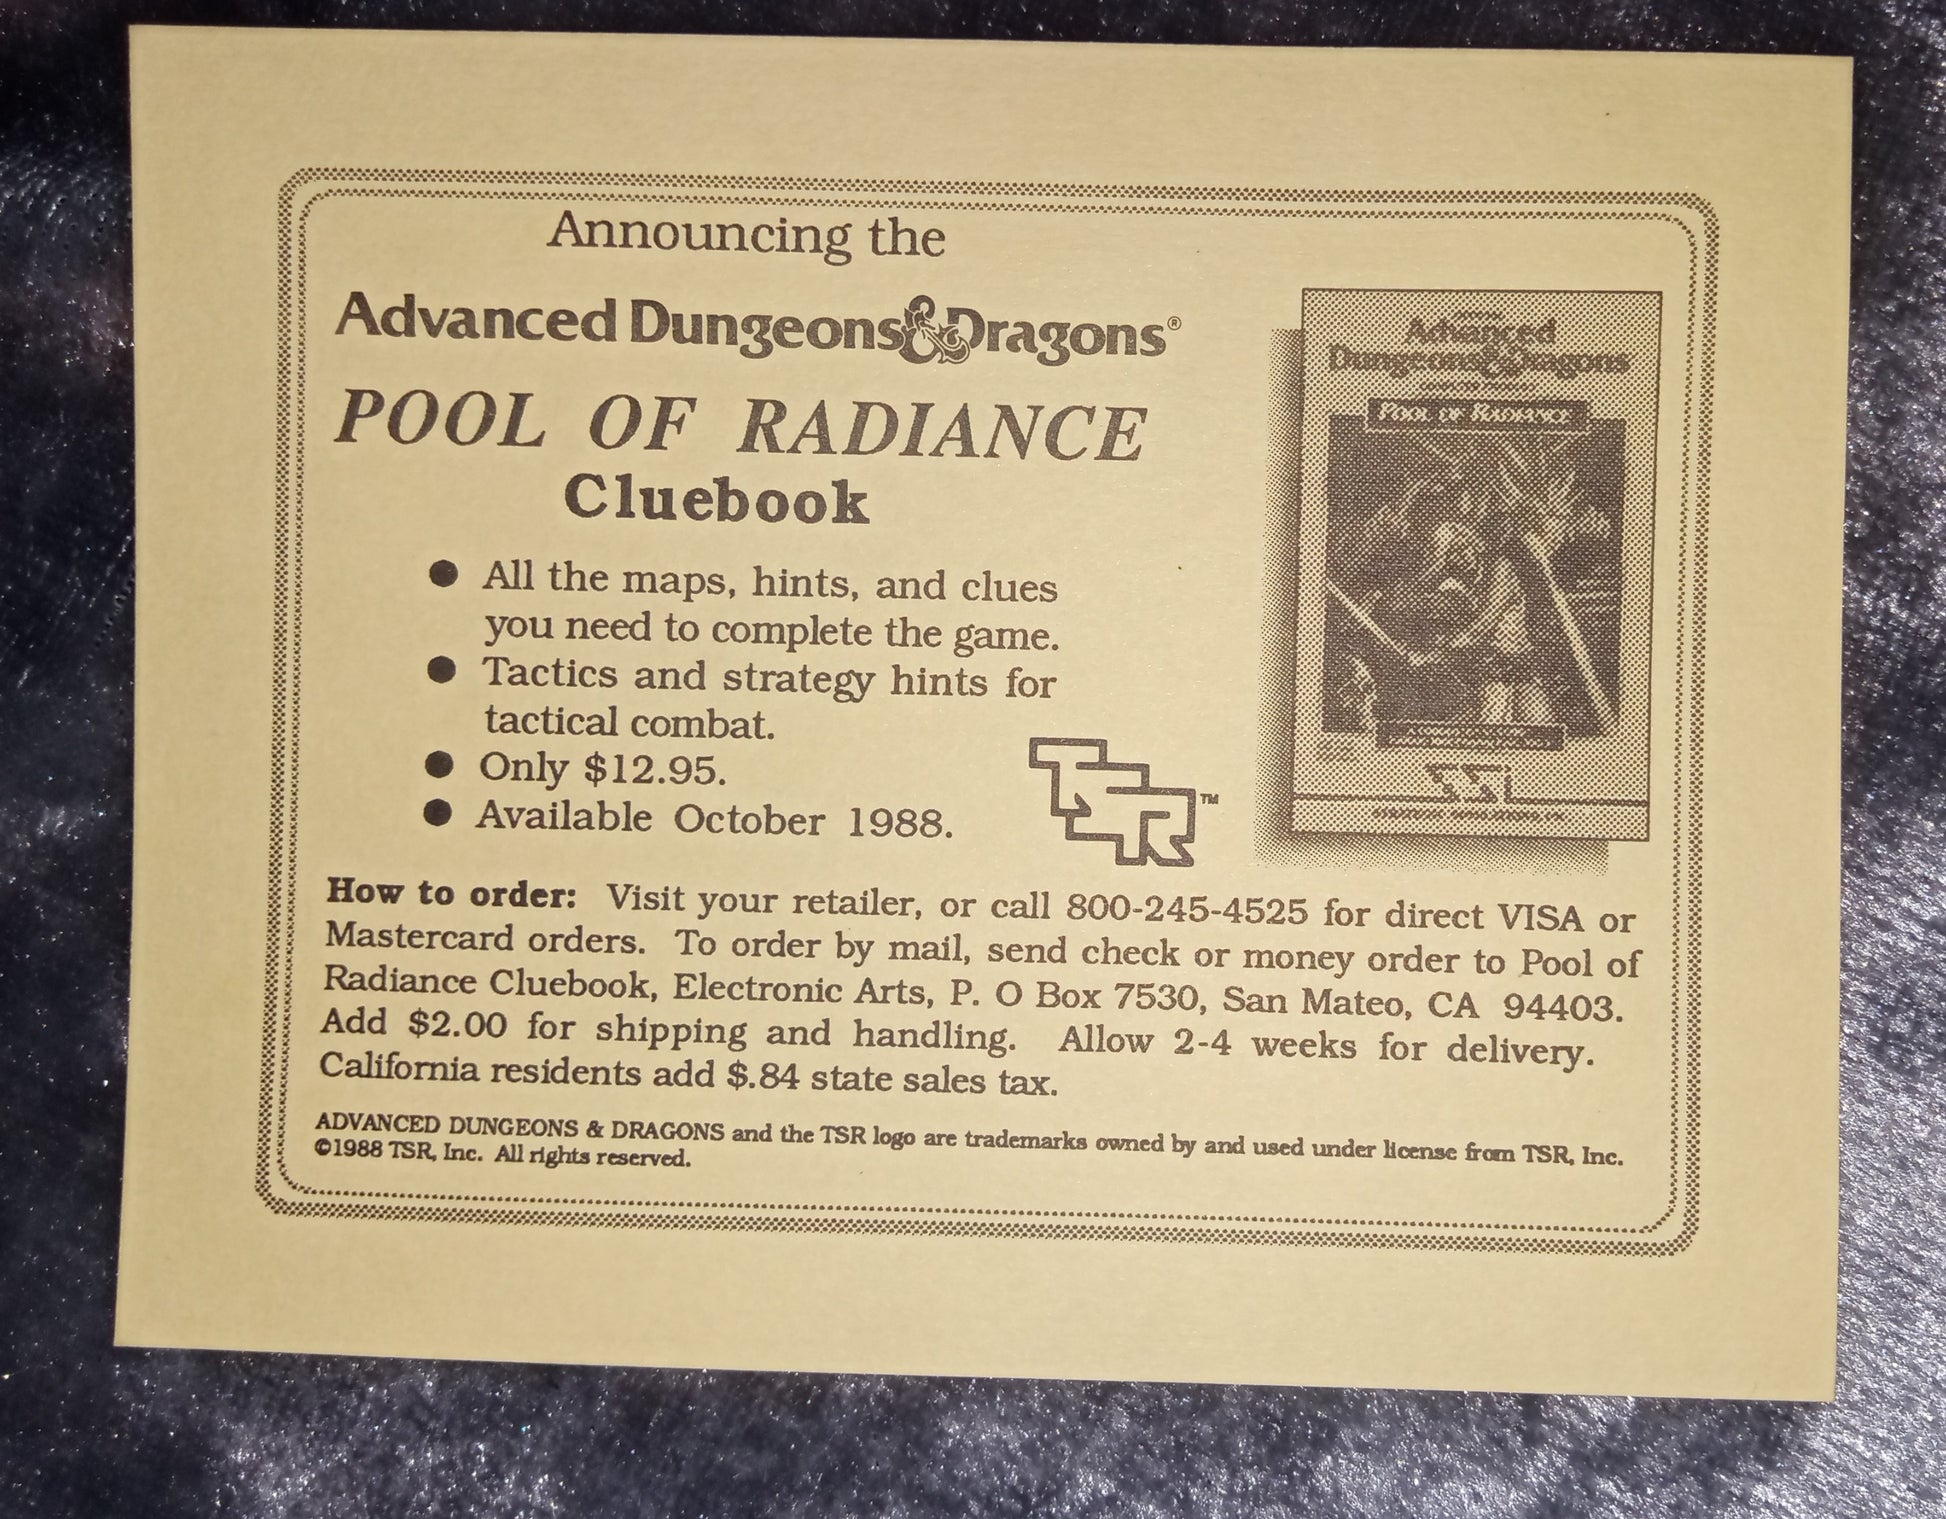 Announcing the
Advanced Dungeons & Dragons®
POOL OF RADIANCE
Cluebook
● All the maps, hints, and clues
you need to complete the game.
● Tactics and strategy hints for
tactical combat.
● Only $12.95.
● Available October 1988.
TSR™
Advanced
Dungeons & Dragons
POOL OF RADIANCE
SSI
How to order: Visit your retailer, or call 800-245-4525 for direct VISA or
Mastercard orders. To order by mail, send check or money order to Pool of
Radiance Cluebook, Electronic Arts, P. O Box 7530, San Mateo, CA 94403.
Add $2.00 for shipping and handling. Allow 2-4 weeks for delivery.
California residents add $.84 state sales tax.
ADVANCED DUNGEONS & DRAGONS and the TSR logo are trademarks owned by and used under license from TSR, Inc.
©1988 TSR, Inc. All rights reserved.